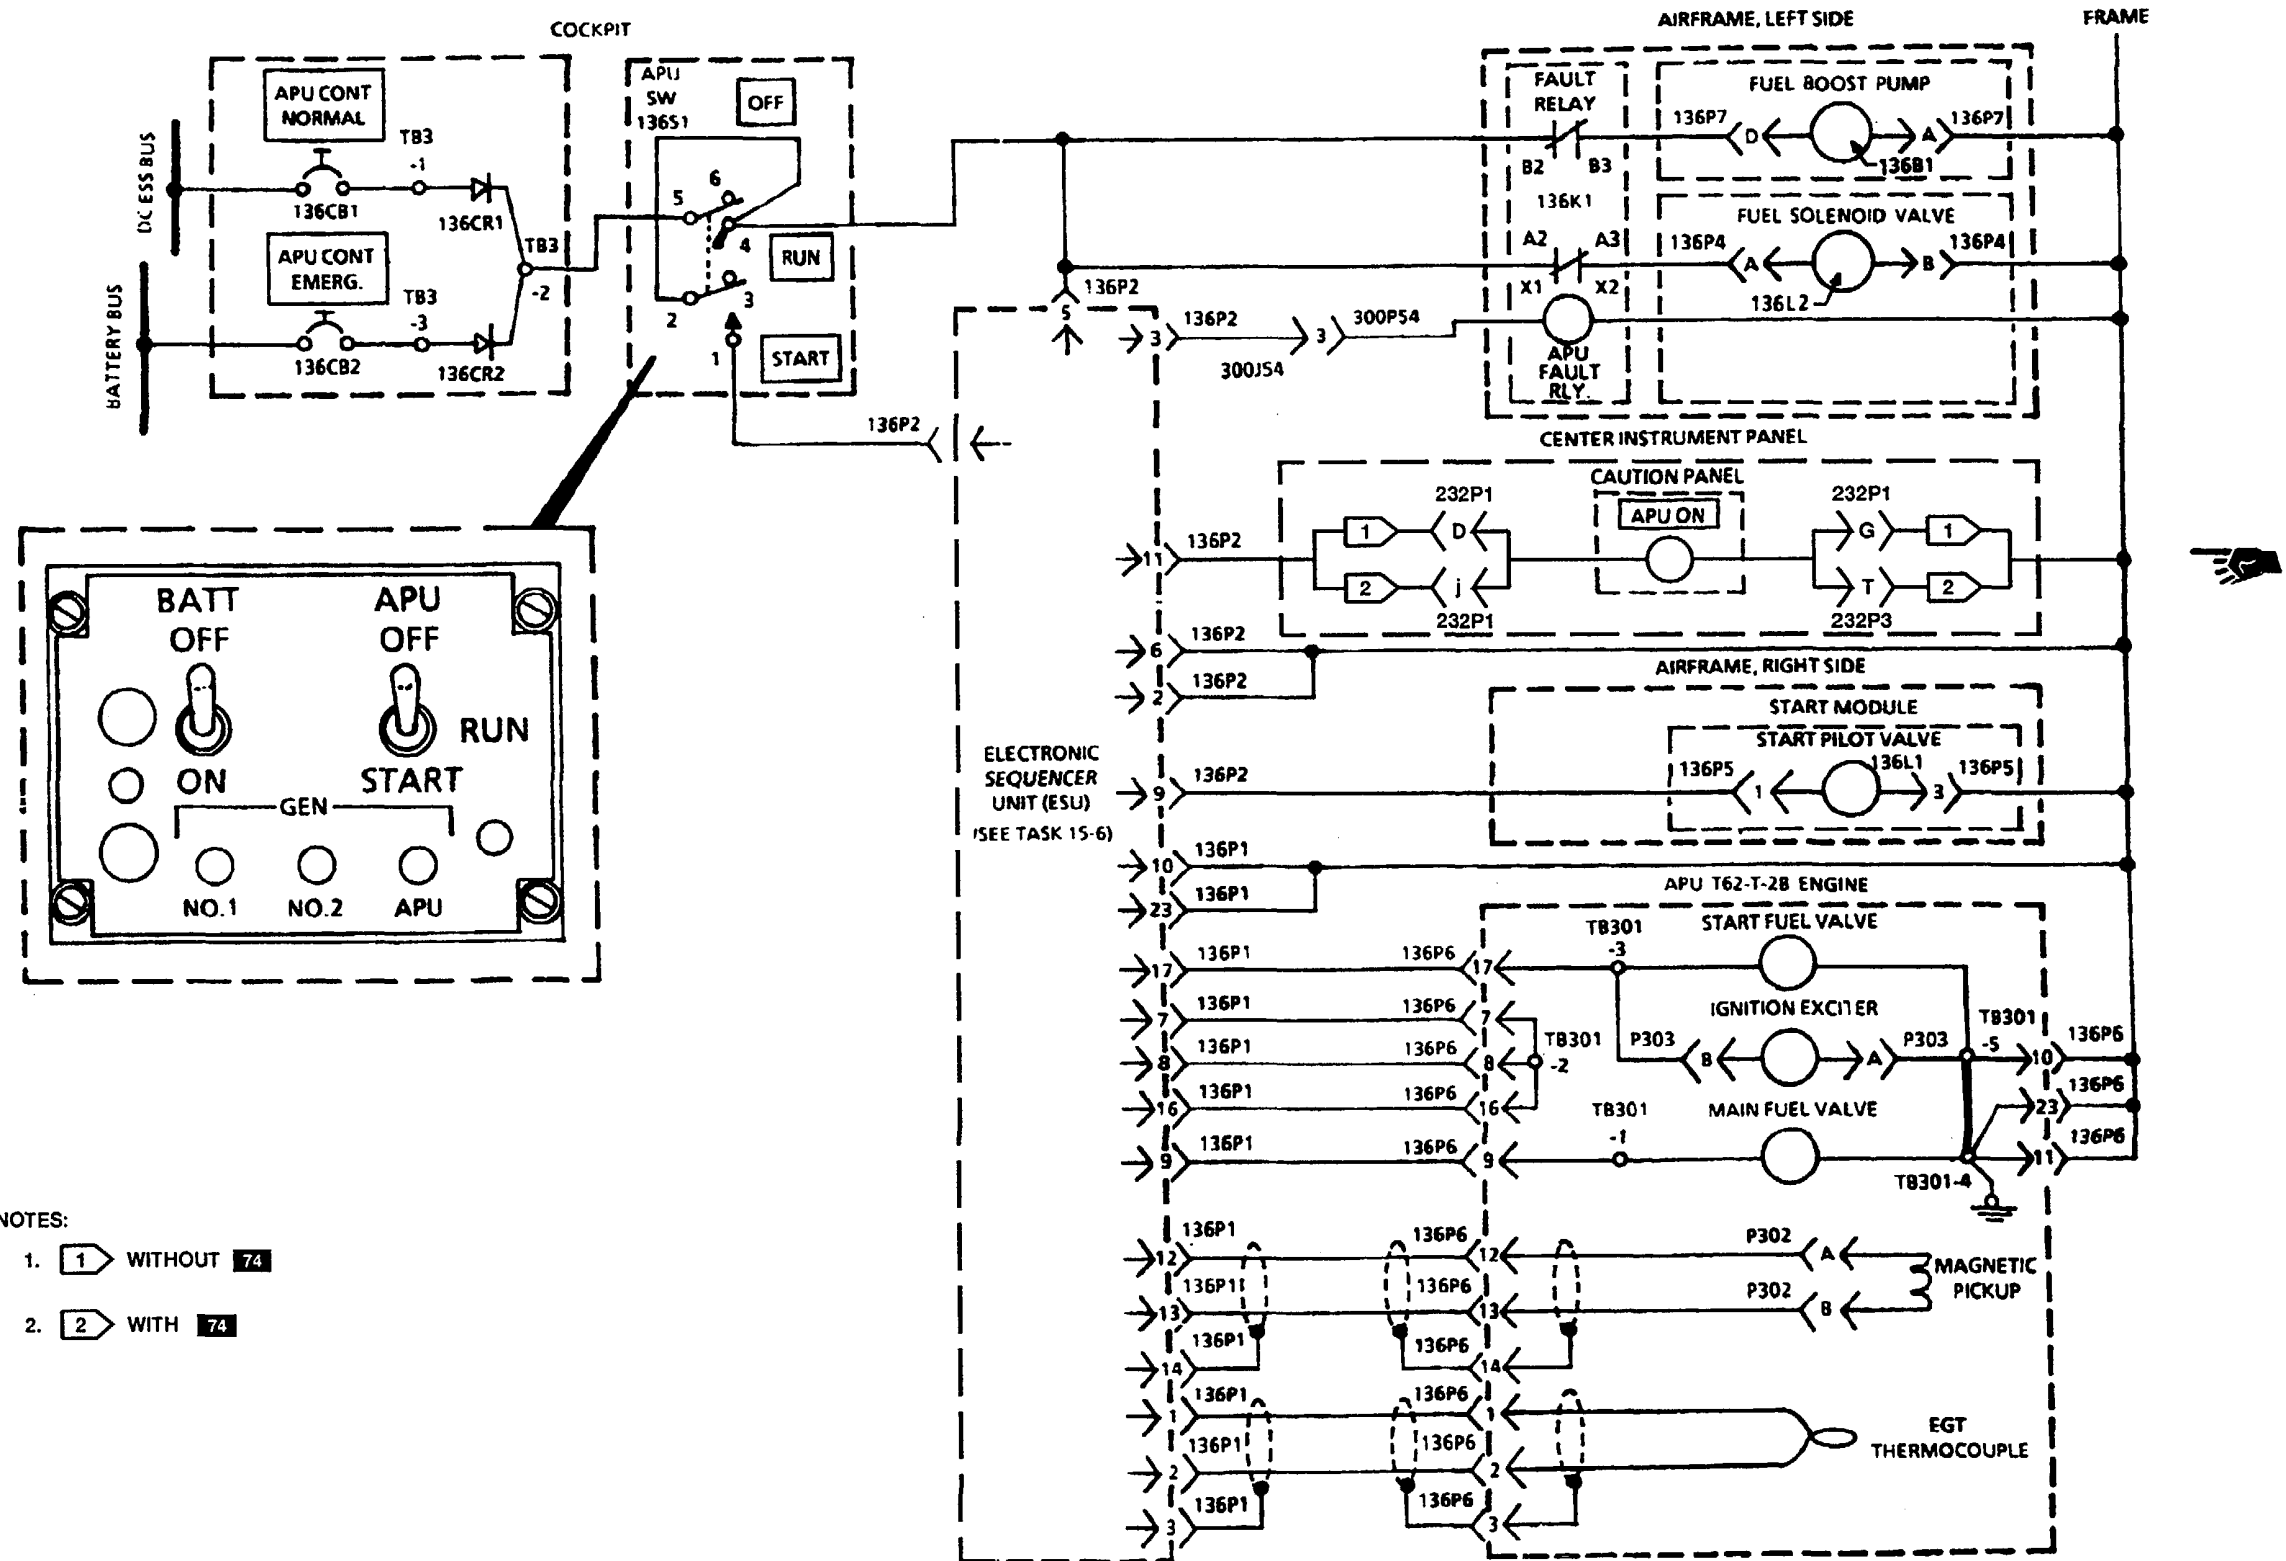 COCKPIT
AIRFRAME, LEFT SIDE
FRAME
DC ESS BUS
BATTERY BUS
APU CONT
NORMAL
136CB1
TB3
-1
136CR1
APU CONT
EMERG.
136CB2
TB3
-3
136CR2
TB3
-2
APU
SW
136S1
OFF
5
6
4
RUN
2
3
1
START
136P2
FAULT
RELAY
B2
B3
136K1
A2
A3
X1
X2
APU
FAULT
RLY.
FUEL BOOST PUMP
136P7
D
A
136P7
136B1
FUEL SOLENOID VALVE
136P4
A
B
136P4
136L2
136P2
5
3
136P2
3
300P54
300J54
CENTER INSTRUMENT PANEL
CAUTION PANEL
APU ON
11
136P2
232P1
1
D
2
j
232P1
232P1
G
1
T
2
232P3
6
136P2
2
136P2
AIRFRAME, RIGHT SIDE
START MODULE
START PILOT VALVE
9
136P2
136P5
1
136L1
3
136P5
ELECTRONIC
SEQUENCER
UNIT (ESU)
(SEE TASK 15-6)
10
136P1
23
136P1
APU T62-T-2B ENGINE
START FUEL VALVE
17
136P1
136P6
17
TB301
-3
7
136P1
136P6
7
IGNITION EXCITER
8
136P1
136P6
8
TB301
-2
P303
B
A
P303
TB301
-5
10
136P6
16
136P1
136P6
16
23
136P6
MAIN FUEL VALVE
9
136P1
136P6
9
TB301
-1
TB301-4
11
136P6
12
136P1
136P6
12
P302
A
13
136P1
136P6
13
P302
B
MAGNETIC
PICKUP
14
136P1
136P6
14
1
136P1
136P6
1
2
136P1
136P6
2
EGT
THERMOCOUPLE
3
136P1
136P6
3
BATT
OFF
ON
APU
OFF
RUN
START
GEN
NO.1
NO.2
APU
NOTES:
1. 1 WITHOUT 74
2. 2 WITH 74